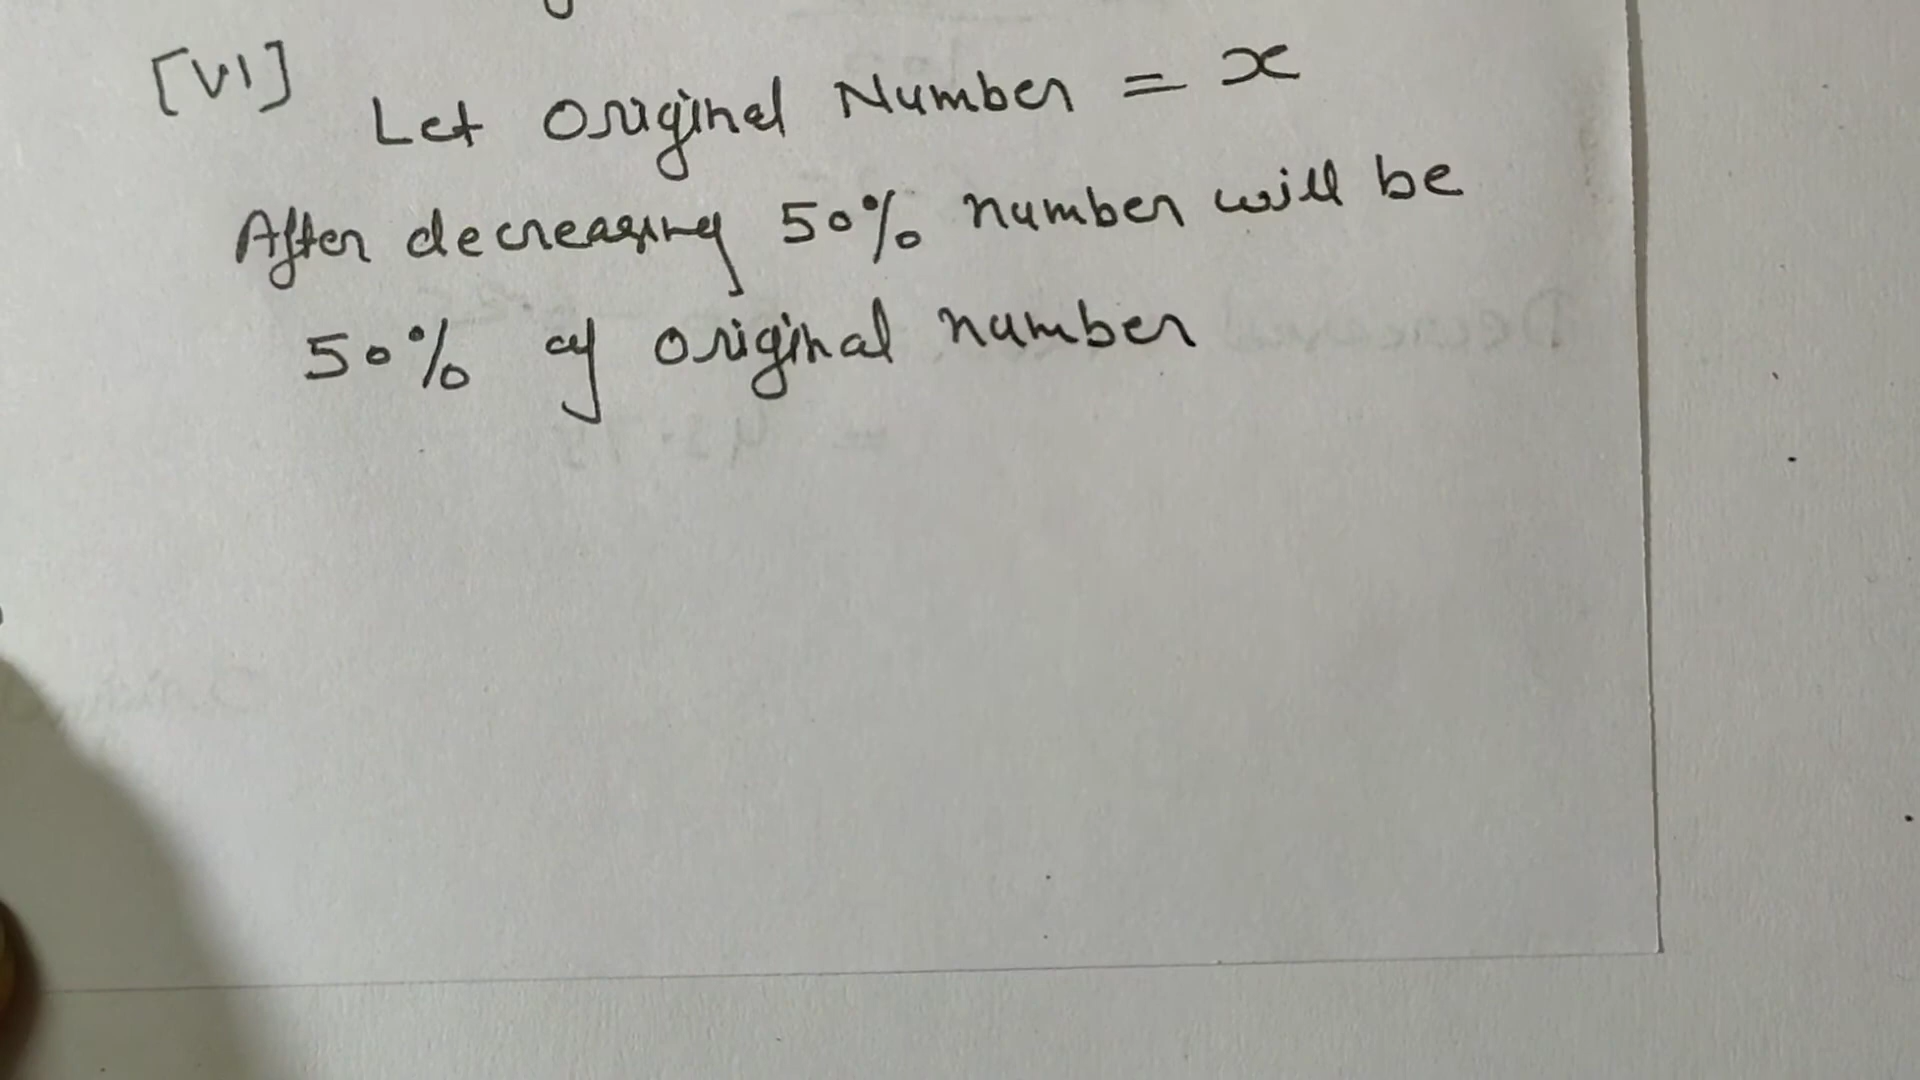 [VI] Let Original Number = x
After decreasing 50% number will be
50% of original number